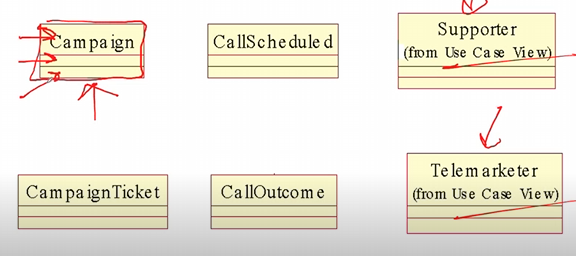 Campaign
CallScheduled
Supporter
(from Use Case View)
CampaignTicket
CallOutcome
Telemarketer
(from Use Case View)